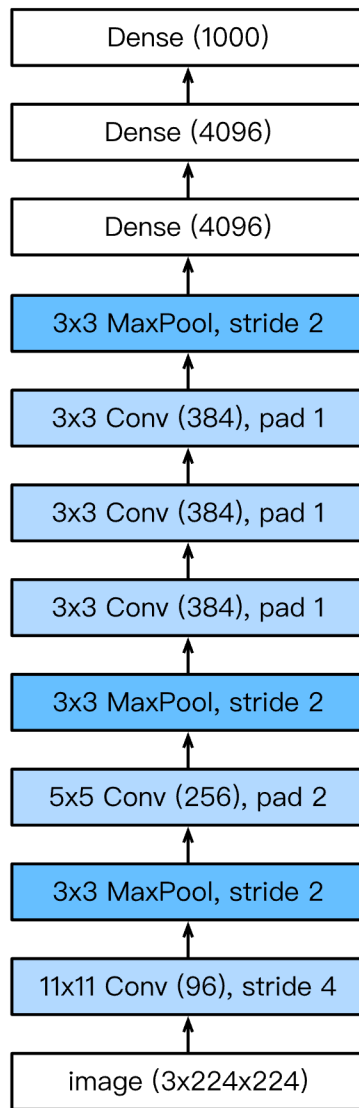 Dense (1000)
Dense (4096)
Dense (4096)
3x3 MaxPool, stride 2
3x3 Conv (384), pad 1
3x3 Conv (384), pad 1
3x3 Conv (384), pad 1
3x3 MaxPool, stride 2
5x5 Conv (256), pad 2
3x3 MaxPool, stride 2
11x11 Conv (96), stride 4
image (3x224x224)